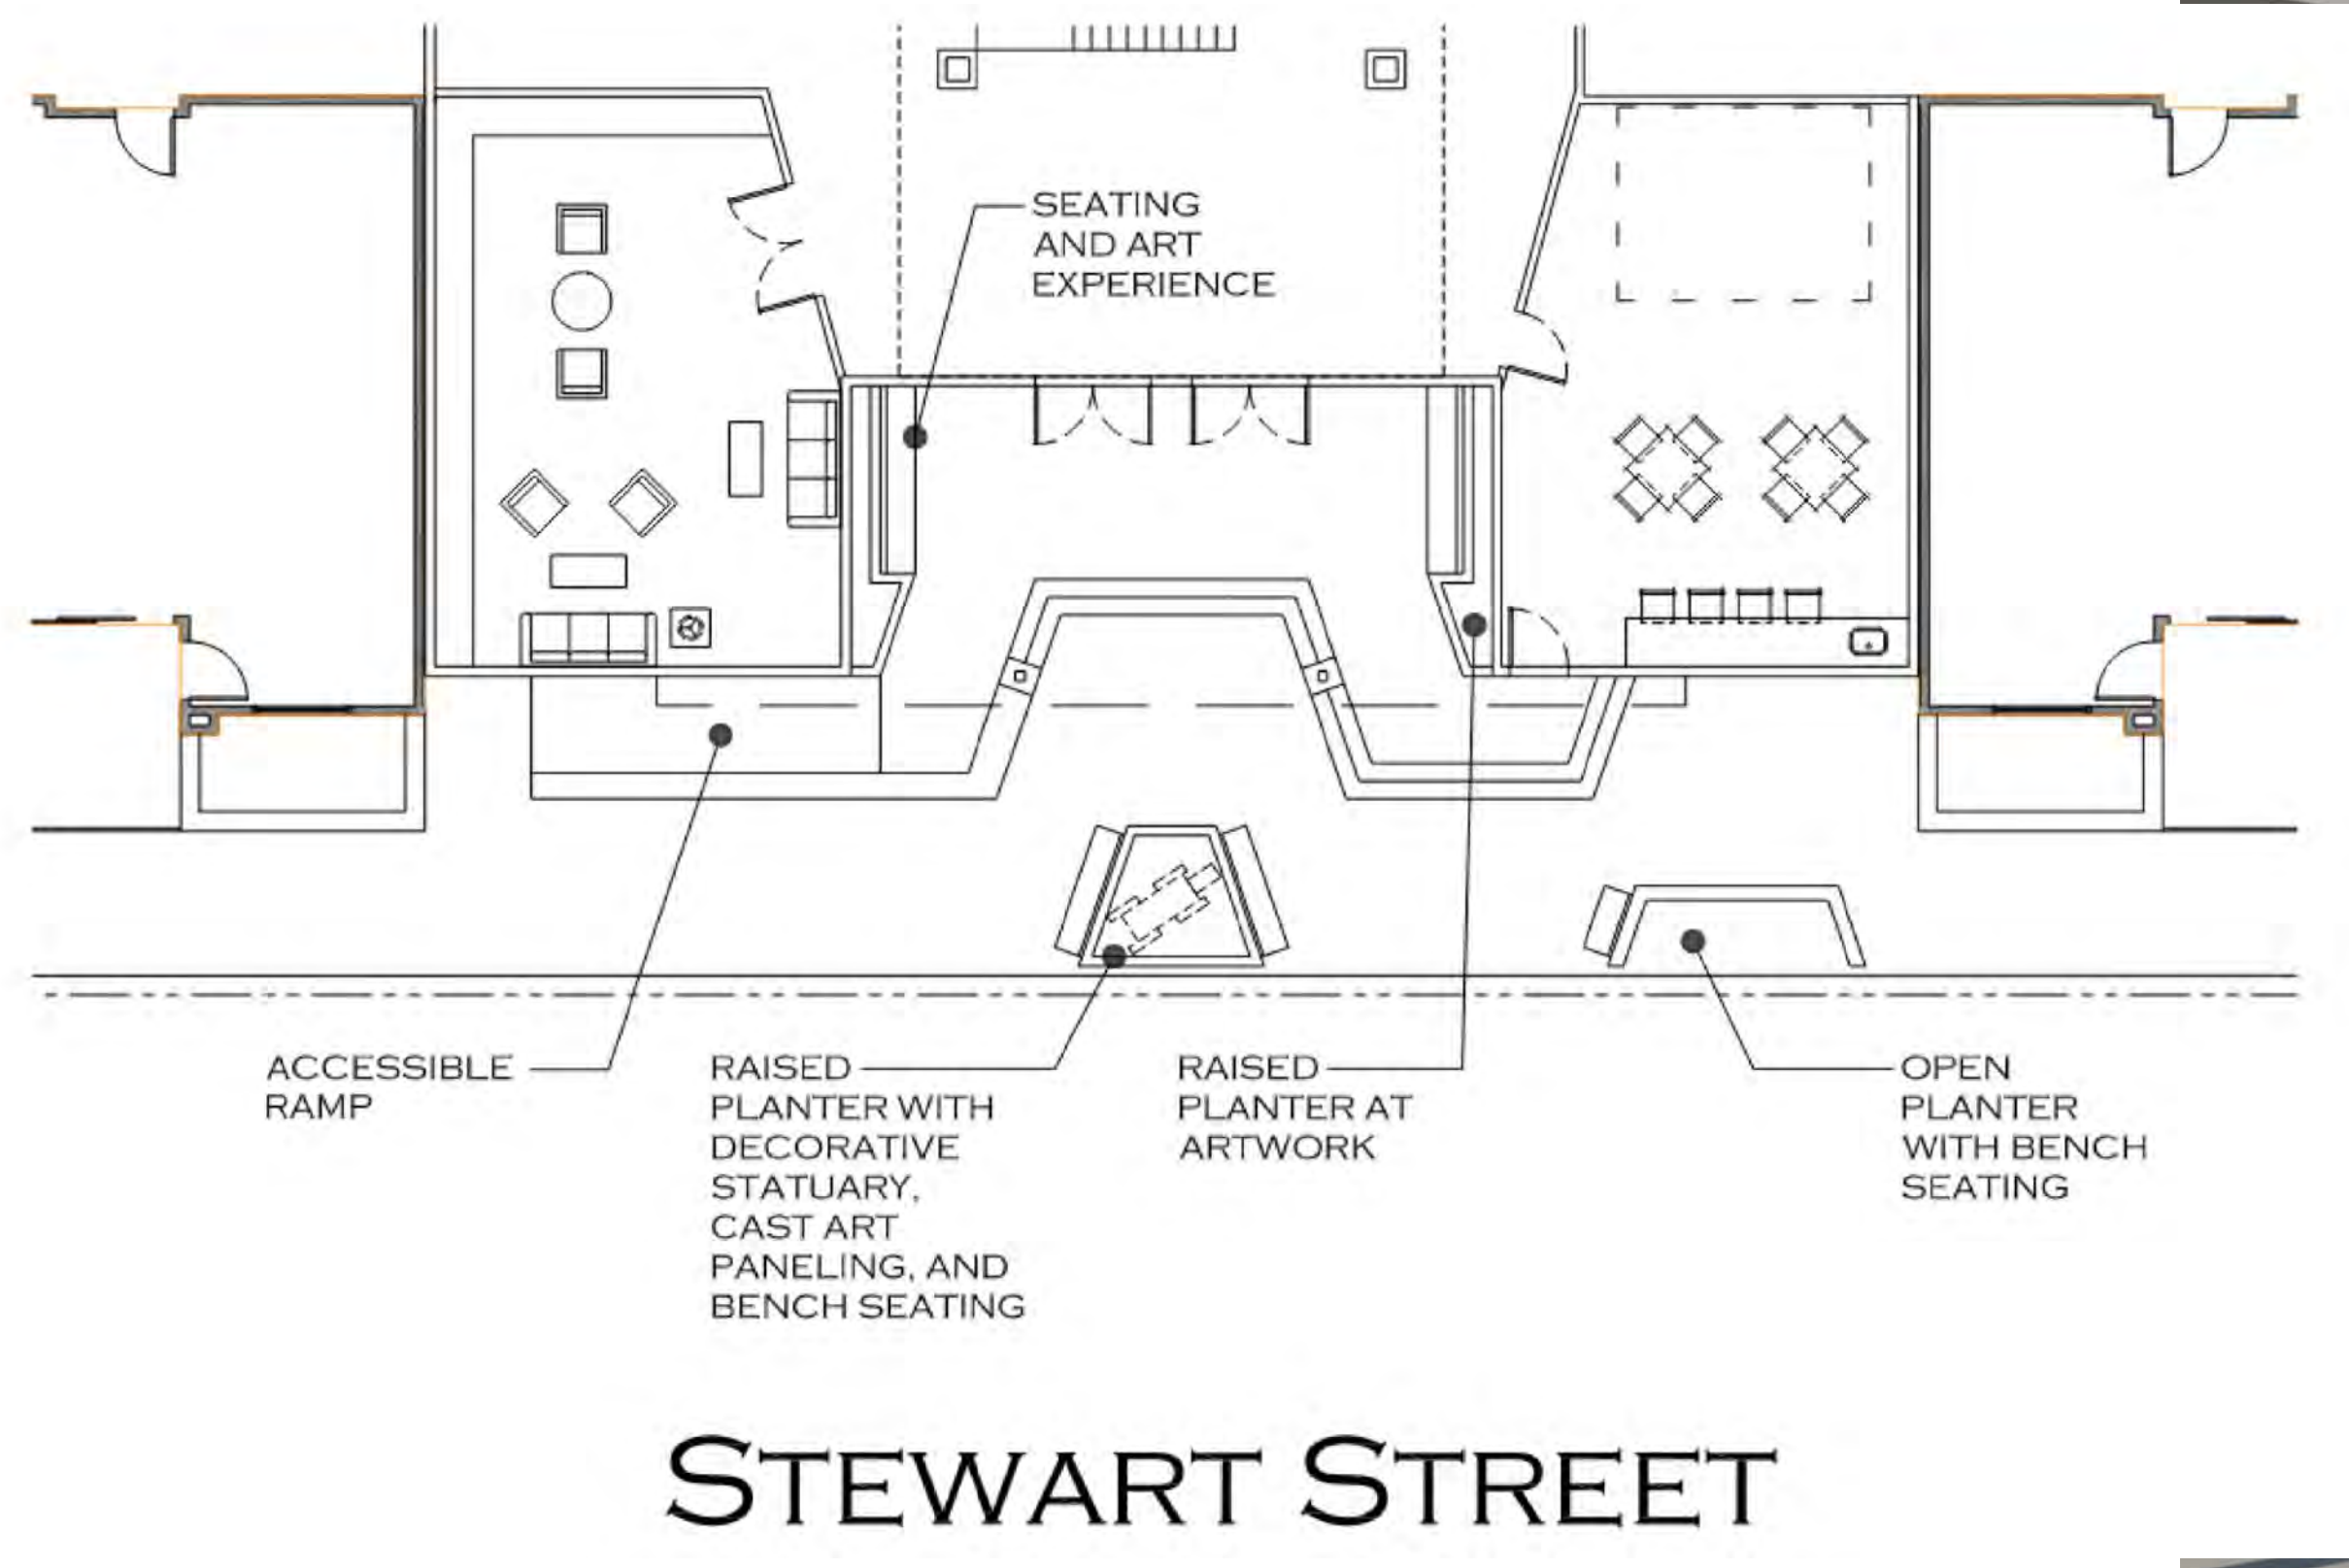 SEATING
AND ART
EXPERIENCE
ACCESSIBLE
RAMP
RAISED
PLANTER WITH
DECORATIVE
STATUARY,
CAST ART
PANELING, AND
BENCH SEATING
RAISED
PLANTER AT
ARTWORK
OPEN
PLANTER
WITH BENCH
SEATING
STEWART STREET